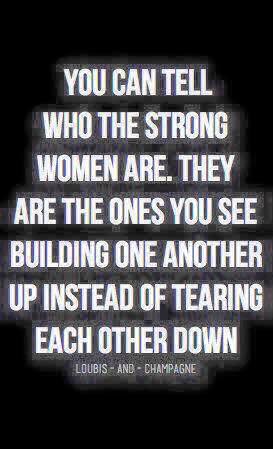 YOU CAN TELL
WHO THE STRONG
WOMEN ARE. THEY
ARE THE ONES YOU SEE
BUILDING ONE ANOTHER
UP INSTEAD OF TEARING
EACH OTHER DOWN
LOUBIS - AND - CHAMPAGNE